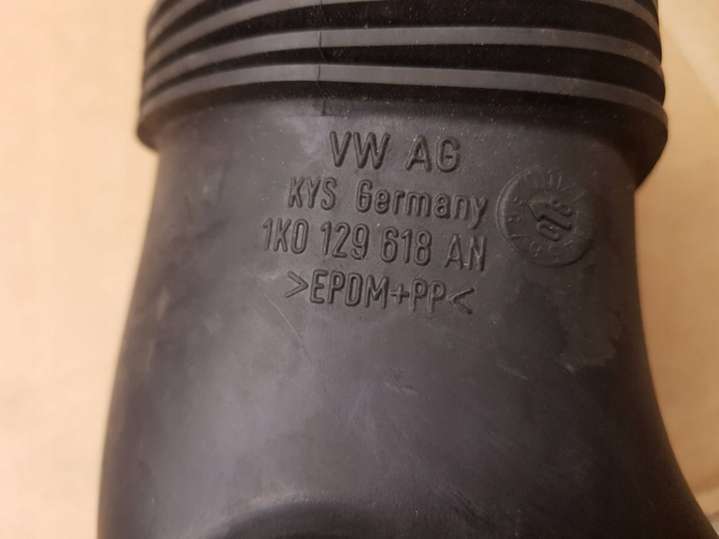 VW AG
KYS Germany
1K0 129 618 AN
>EPDM+PP<